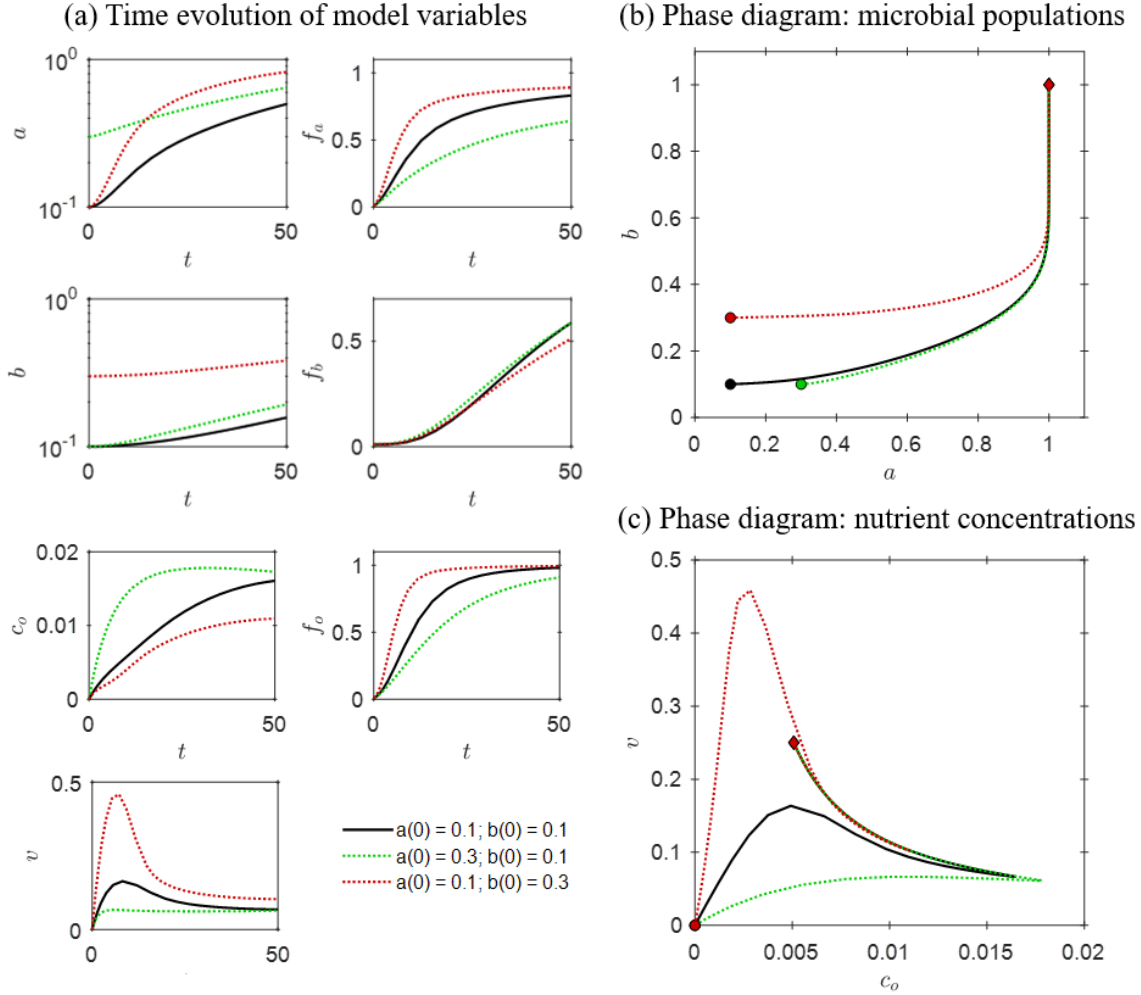 (a) Time evolution of model variables
10^0
a
10^-1
0
50
t
1
f_a
0.5
0
0
50
t
10^0
b
10^-1
0
50
t
0.5
f_b
0
0
50
t
0.02
c_o
0.01
0
0
50
t
1
f_o
0.5
0
0
50
t
0.5
v
0
0
50
a(0) = 0.1; b(0) = 0.1
a(0) = 0.3; b(0) = 0.1
a(0) = 0.1; b(0) = 0.3
(b) Phase diagram: microbial populations
1
0.8
0.6
b
0.4
0.2
0
0 0.2 0.4 0.6 0.8 1
a
(c) Phase diagram: nutrient concentrations
0.5
0.4
0.3
v
0.2
0.1
0
0 0.005 0.01 0.015 0.02
c_o